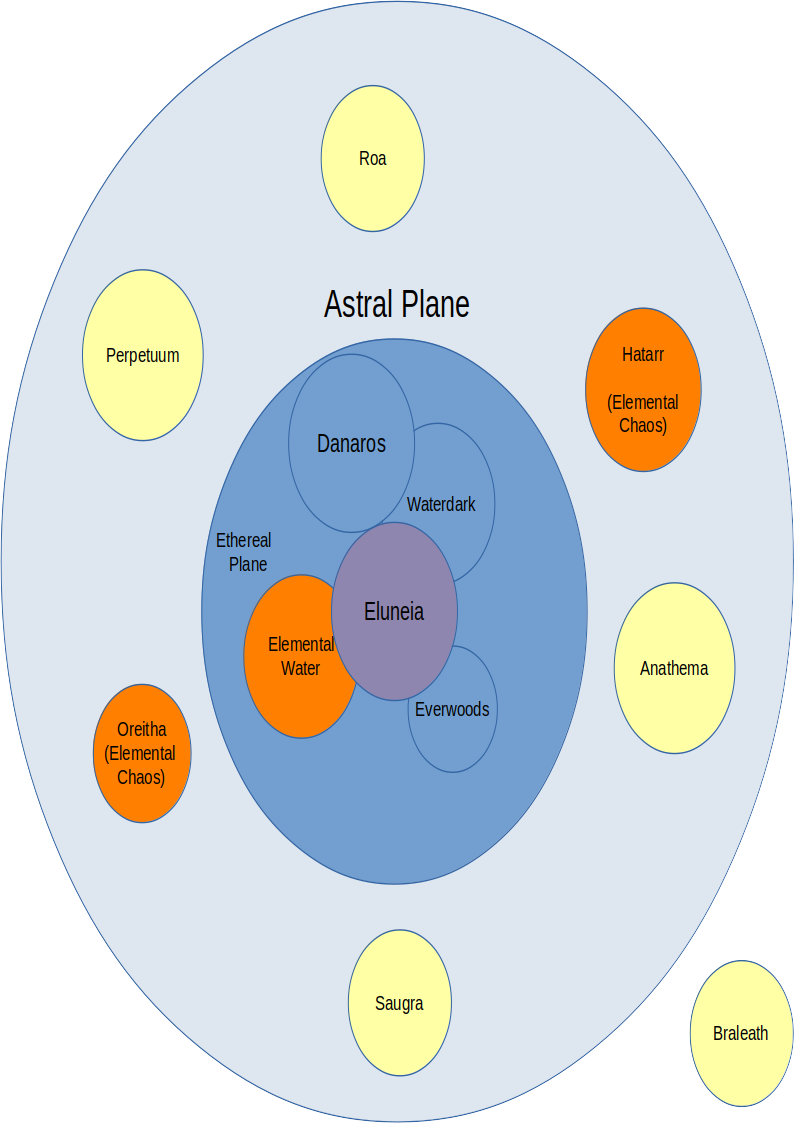 Roa
Astral Plane
Perpetuum
Hatarr
(Elemental
Chaos)
Danaros
Waterdark
Ethereal
Plane
Eluneia
Elemental
Water
Anathema
Everwoods
Oreitha
(Elemental
Chaos)
Saugra
Braleath